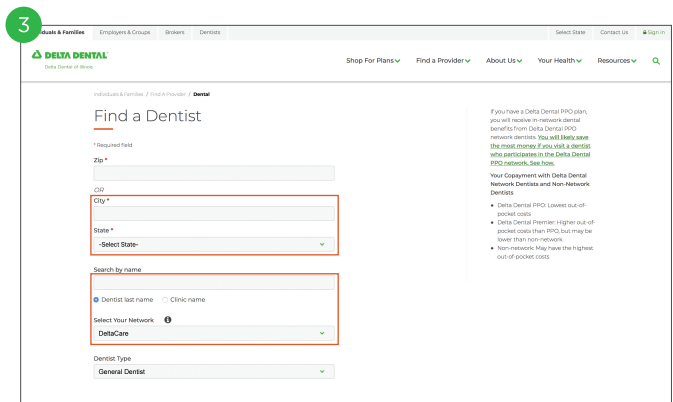 3
Individuals & Families Employers & Groups Brokers Dentists Select State Contact Us Sign In
DELTA DENTAL®
Delta Dental of Illinois
Shop For Plans Find a Provider About Us Your Health Resources
Individuals & Families / Find A Provider / Dental
Find a Dentist
* Required field
Zip *
OR
City *
State *
-Select State-
Search by name
Dentist last name Clinic name
Select Your Network
DeltaCare
Dentist Type
General Dentist
If you have a Delta Dental PPO plan,
you will receive in-network dental
benefits from Delta Dental PPO
network dentists. You will likely save
the most money if you visit a dentist
who participates in the Delta Dental
PPO network. See how.
Your Copayment with Delta Dental
Network Dentists and Non-Network
Dentists
Delta Dental PPO: Lowest out-of-
pocket costs
Delta Dental Premier: Higher out-of-
pocket costs than PPO, but may be
lower than non-network
Non-network: May have the highest
out-of-pocket costs